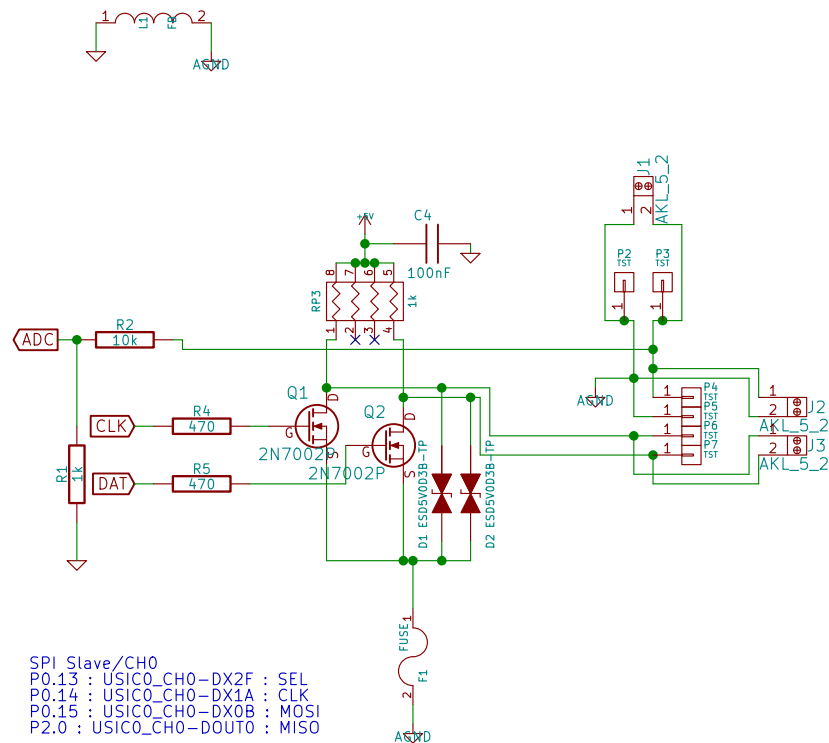 1 L1 FB 2
AGND
J1
AKL_5_2
1 2
P2 TST
P3 TST
1 1
+5V
C4
100nF
8 7 6 5
RP3
1k
1 2 3 4
ADC
R2
10k
CLK
R4
470
R1
1k
DAT
R5
470
Q1
D
G
S
2N7002P
Q2
D
G
S
2N7002P
D1 ESD5V0D3B-TP
D2 ESD5V0D3B-TP
AGND
P4
1 TST
P5
1 TST
P6
1 TST
P7
1 TST
1
2
J2
AKL_5_2
1
2
J3
AKL_5_2
FUSE
1
F1
2
AGND
SPI Slave/CH0
P0.13 : USIC0_CH0-DX2F : SEL
P0.14 : USIC0_CH0-DX1A : CLK
P0.15 : USIC0_CH0-DX0B : MOSI
P2.0 : USIC0_CH0-DOUT0 : MISO